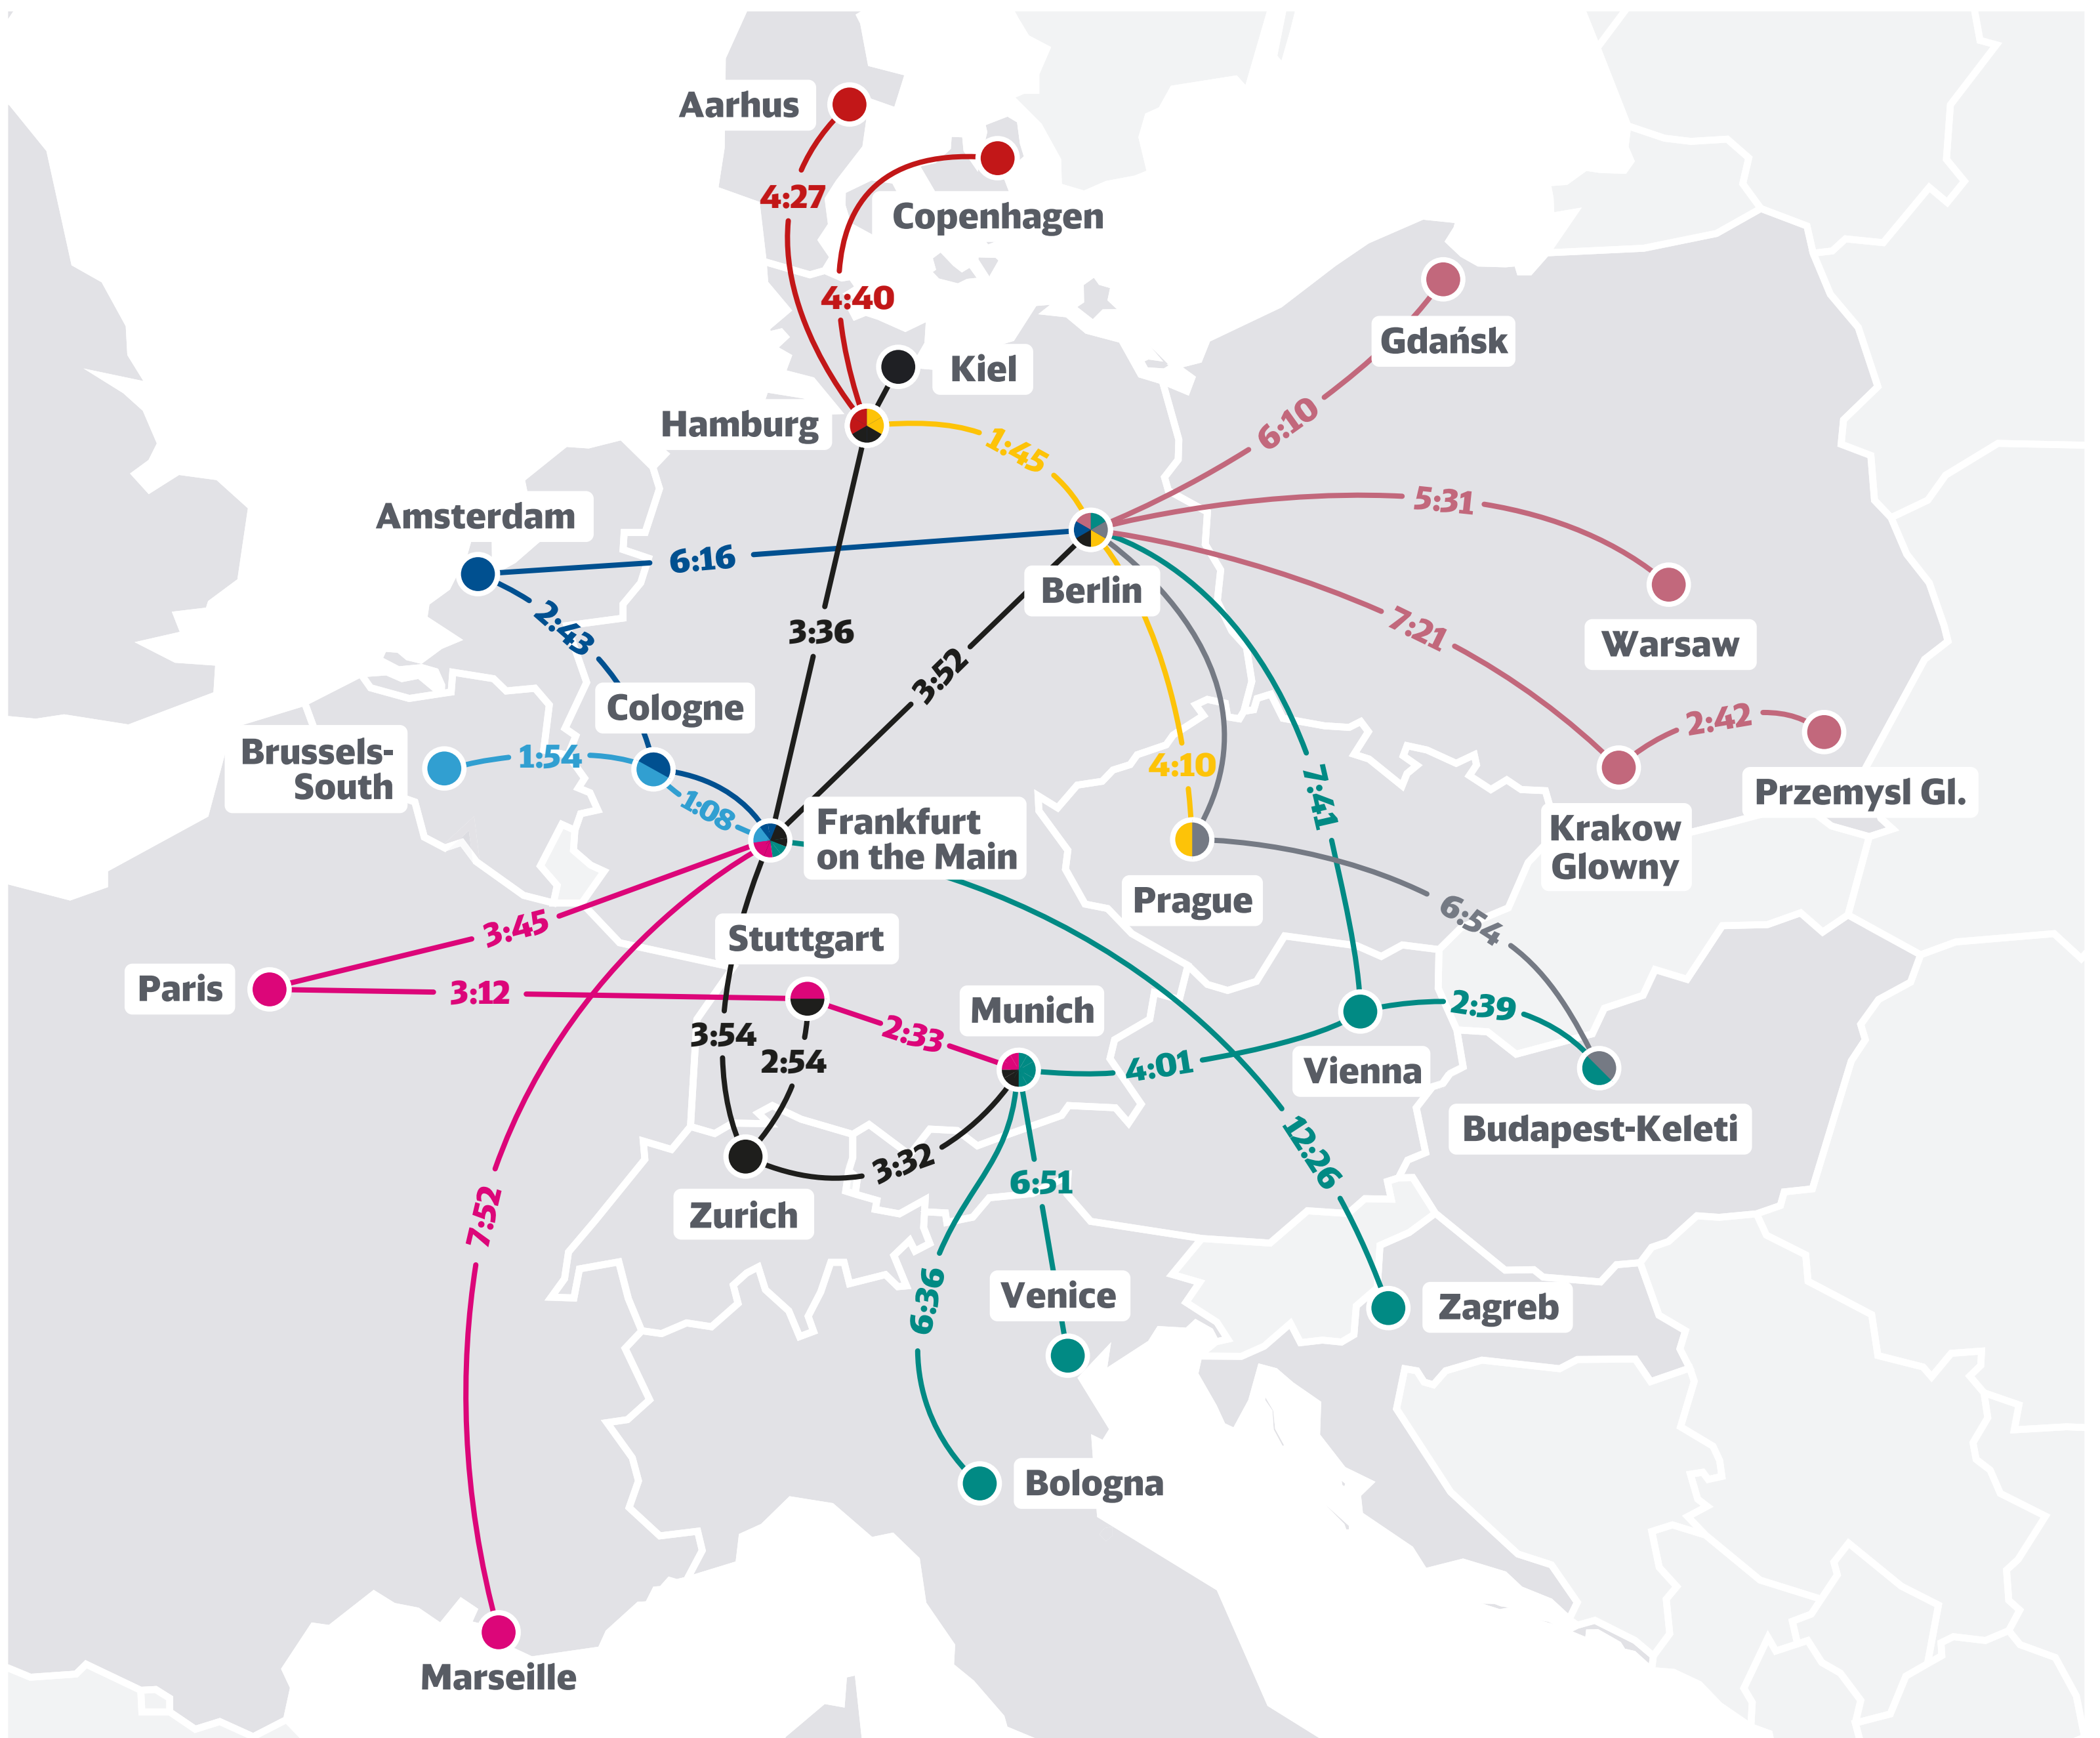 Aarhus
4:27
Copenhagen
4:40
Gdańsk
Kiel
Hamburg
1:45
6:10
Amsterdam
5:31
6:16
Berlin
2:43
3:36
7:21
Warsaw
3:52
Cologne
2:42
Brussels-
South
1:54
4:10
7:41
1:08
Przemysl Gl.
Frankfurt
on the Main
Krakow
Glowny
Prague
6:54
3:45
Stuttgart
Paris
3:12
Munich
2:39
3:54
2:33
2:54
4:01
Vienna
Budapest-Keleti
12:26
3:32
6:51
Zurich
7:52
6:36
Venice
Zagreb
Bologna
Marseille